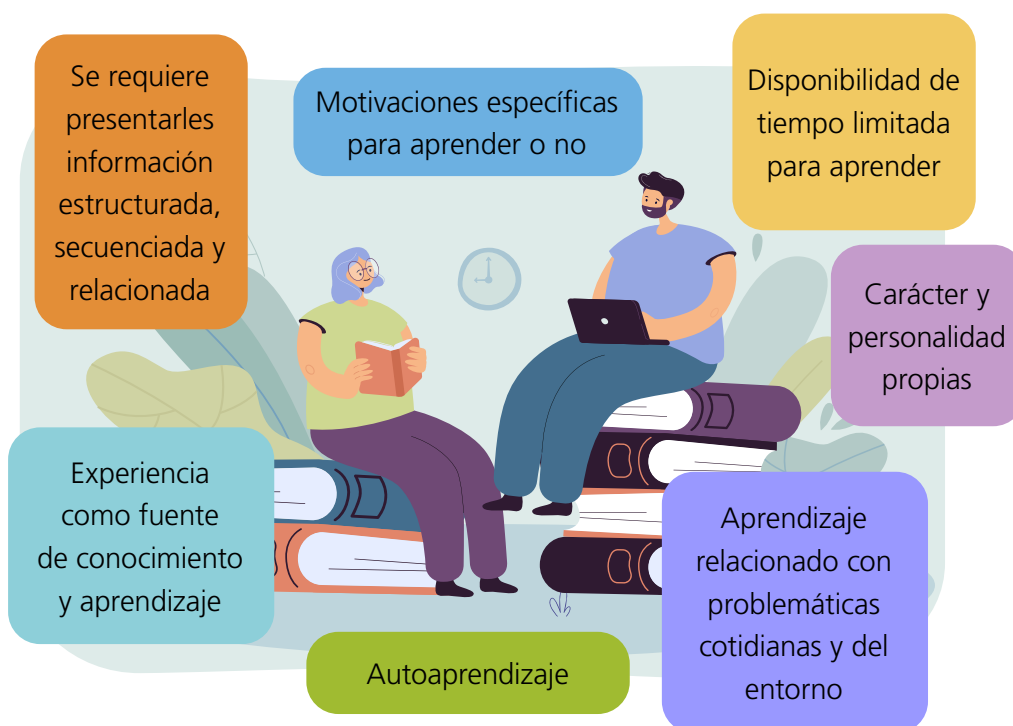 Se requiere
presentarles
información
estructurada,
secuenciada y
relacionada
Motivaciones específicas
para aprender o no
Disponibilidad de
tiempo limitada
para aprender
Carácter y
personalidad
propias
Experiencia
como fuente
de conocimiento
y aprendizaje
Aprendizaje
relacionado con
problemáticas
cotidianas y del
entorno
Autoaprendizaje